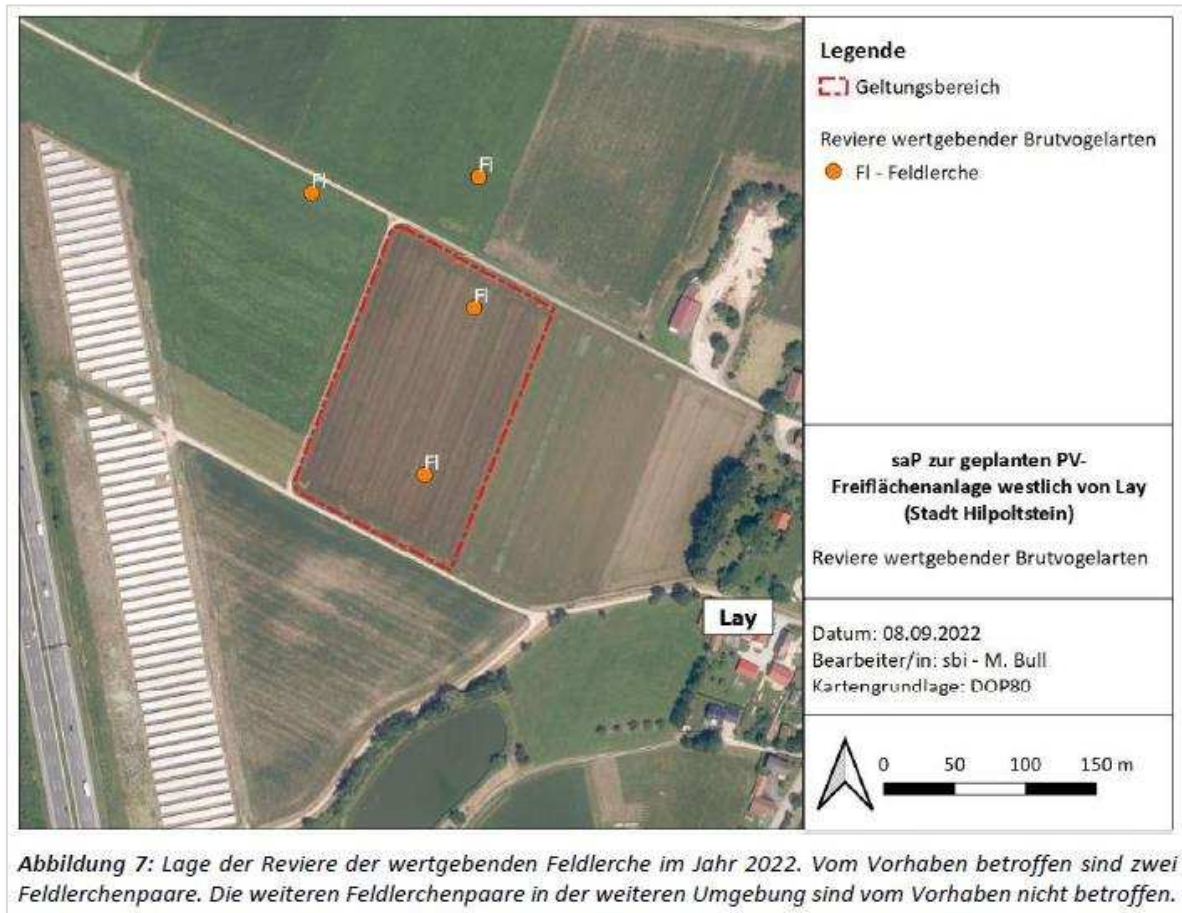 Fl
Fl
Fl
Fl
Lay
Legende
Geltungsbereich
Reviere wertgebender Brutvogelarten
Fl - Feldlerche
saP zur geplanten PV-
Freiflächenanlage westlich von Lay
(Stadt Hilpoltstein)
Reviere wertgebender Brutvogelarten
Datum: 08.09.2022
Bearbeiter/in: sbi - M. Bull
Kartengrundlage: DOP80
0 50 100 150 m
Abbildung 7: Lage der Reviere der wertgebenden Feldlerche im Jahr 2022. Vom Vorhaben betroffen sind zwei
Feldlerchenpaare. Die weiteren Feldlerchenpaare in der weiteren Umgebung sind vom Vorhaben nicht betroffen.